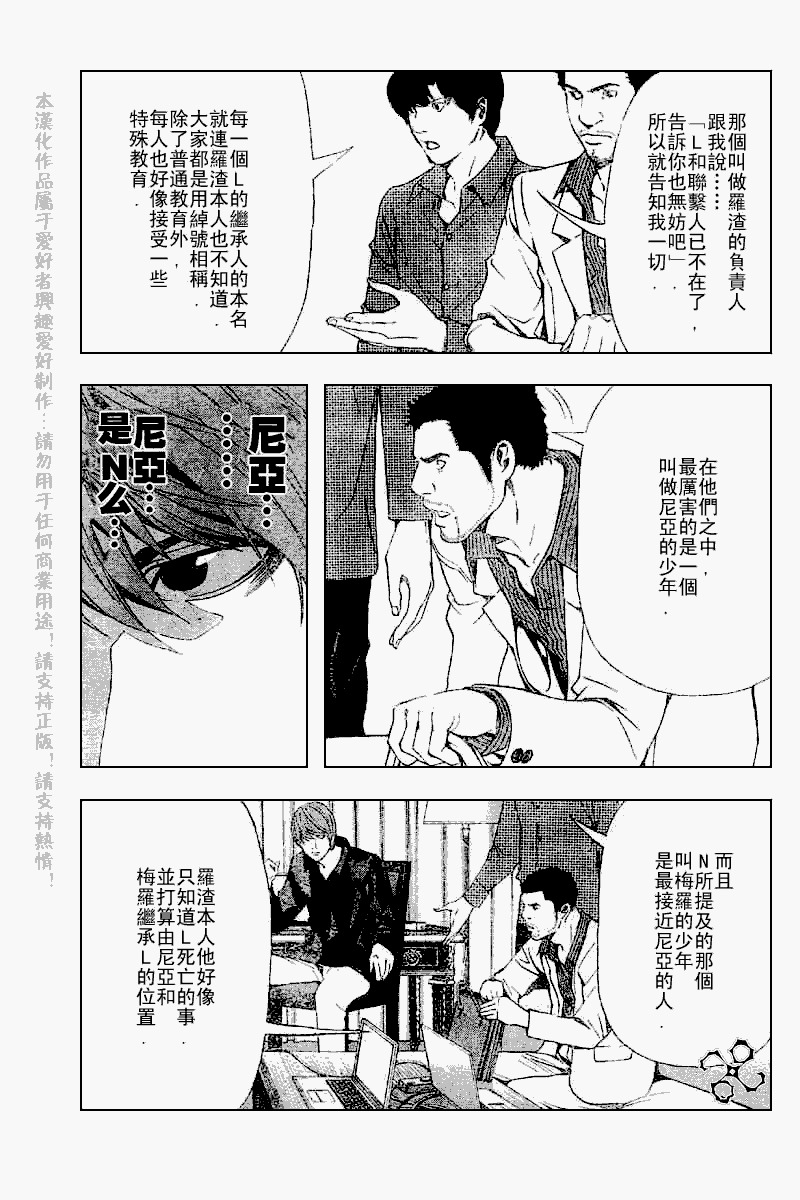 那個叫做羅渣的負責人
跟我說……
「L和聯繫人已不在了，
告訴你也無妨吧」.
所以就告知我一切.
每一個L的繼承人的本名
就連羅渣本人也不知道.
大家都是用綽號相稱.
除了普通教育外，
每人也好像接受一些
特殊教育.
在他們之中，
最厲害的是一個
叫做尼亞的少年.
尼亞…
……
尼亞…
是N么…
而且
N所提及的那個
叫梅羅的少年
是最接近尼亞的人.
羅渣本人他好像
只知道L死亡的事.
並打算由尼亞和
梅羅繼承L的位置.
本漢化作品屬于愛好者興趣愛好制作…請勿用于任何商業用途！請支持正版！請支持熱情！